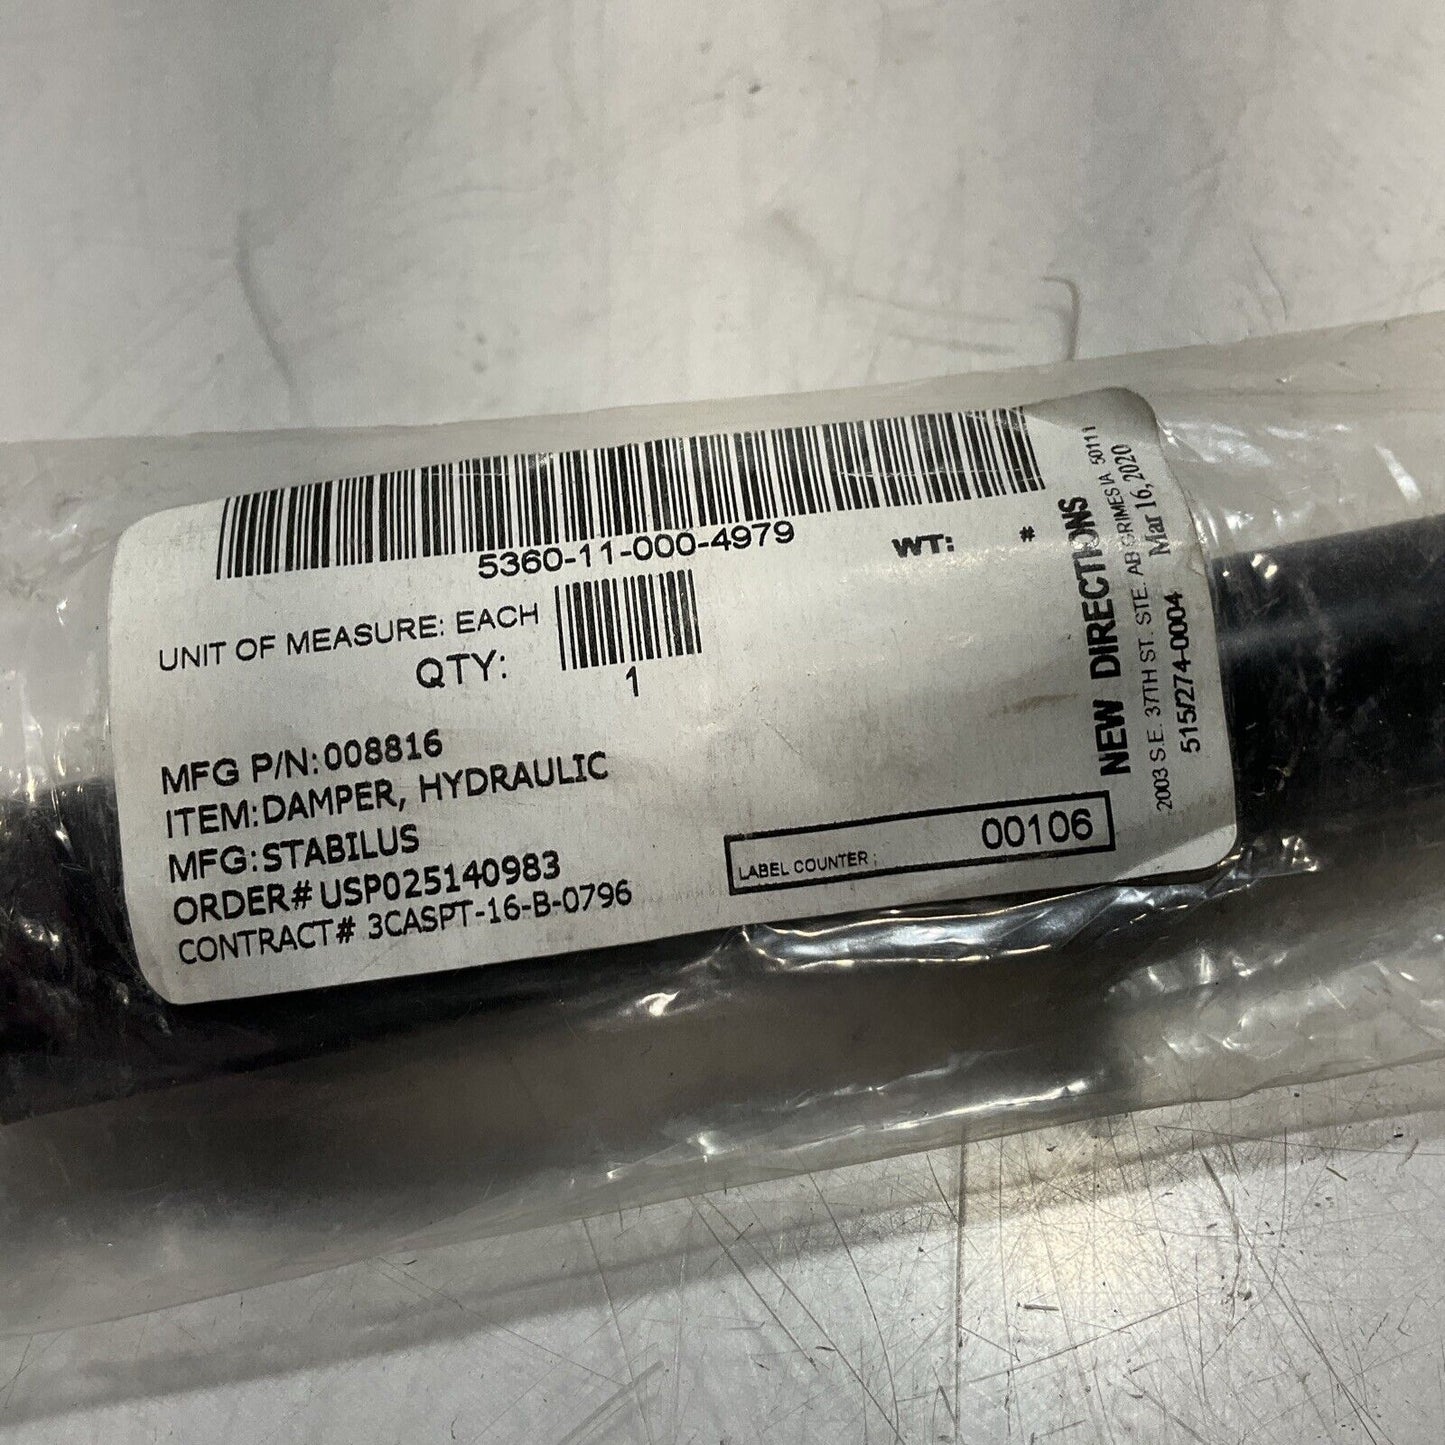 5360-11-000-4979
WT: #
UNIT OF MEASURE: EACH
QTY:
1
MFG P/N:008816
ITEM:DAMPER, HYDRAULIC
MFG:STABILUS
ORDER#USP025140983
CONTRACT# 3CASPT-16-B-0796
LABEL COUNTER : 00106
NEW DIRECTIONS
2003 S.E. 37TH ST. STE. AB GRIMES IA 50111
515/274-0004 Mar 16, 2020